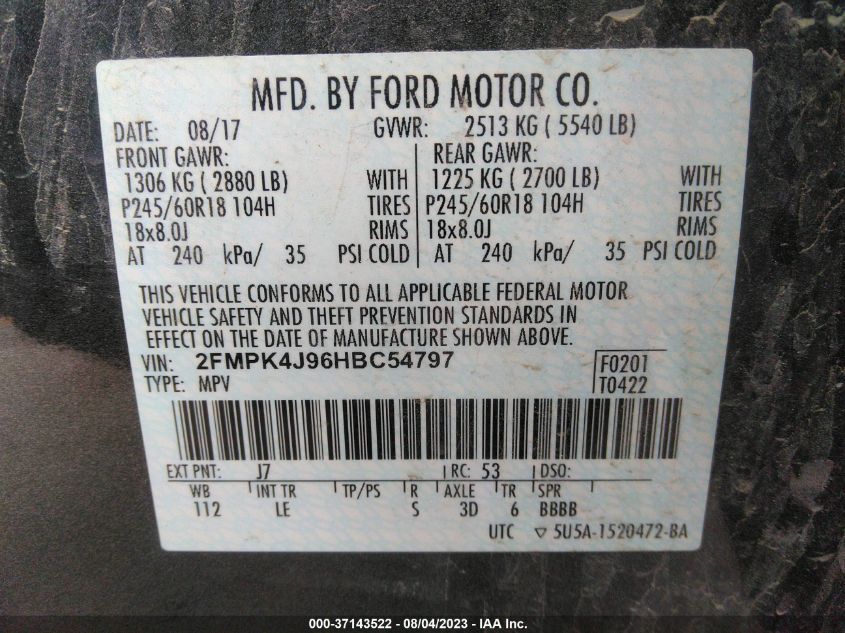 MFD. BY FORD MOTOR CO.
DATE: 08/17 GVWR: 2513 KG ( 5540 LB)
FRONT GAWR: REAR GAWR:
1306 KG ( 2880 LB) WITH 1225 KG ( 2700 LB) WITH
P245/60R18 104H TIRES P245/60R18 104H TIRES
18x8.0J RIMS 18x8.0J RIMS
AT 240 kPa/ 35 PSI COLD AT 240 kPa/ 35 PSI COLD
THIS VEHICLE CONFORMS TO ALL APPLICABLE FEDERAL MOTOR
VEHICLE SAFETY AND THEFT PREVENTION STANDARDS IN
EFFECT ON THE DATE OF MANUFACTURE SHOWN ABOVE.
VIN: 2FMPK4J96HBC54797 F0201
TYPE: MPV T0422
EXT PNT: J7 RC: 53 DSO:
WB INT TR TP/PS R AXLE TR SPR
112 LE S 3D 6 BBBB
UTC ▽ 5U5A-1520472-BA
000-37143522 - 08/04/2023 - IAA Inc.